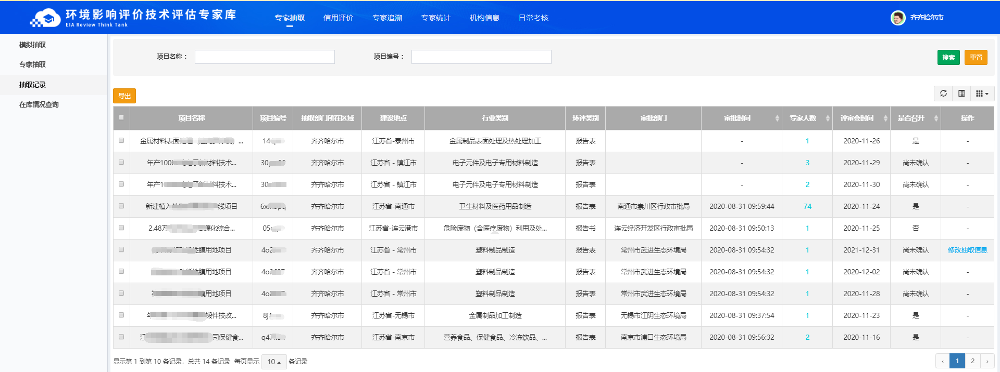 环境影响评价技术评估专家库
EIA Review Think Tank
专家抽取 信用评价 专家追溯 专家统计 机构信息 日常考核
齐齐哈尔市
模拟抽取
专家抽取
抽取记录
在库情况查询
项目名称： 项目编号： 搜索 重置
导出
项目名称 项目编号 抽取部门所在区域 建设地点 行业类别 环评类别 审批部门 审批时间 专家人数 评审会时间 是否召开 操作
金属材料表面处理 ... 14 齐齐哈尔市 江苏省-泰州市 金属制品表面处理及热处理加工 报告表 - 1 2020-11-26 是 -
年产1000 材料技术... 30 齐齐哈尔市 江苏省 - 镇江市 电子元件及电子专用材料制造 报告表 - 3 2020-11-29 尚未确认 -
年产1 料技术... 30 齐齐哈尔市 江苏省 - 镇江市 电子元件及电子专用材料制造 报告表 - 2 2020-11-30 尚未确认 -
新建植入 线项目 6x 齐齐哈尔市 江苏省-南通市 卫生材料及医药用品制造 报告表 南通市崇川区行政审批局 2020-08-31 09:59:44 74 2020-11-24 是 -
2.48万 源化综合... 05 齐齐哈尔市 江苏省-连云港市 危险废物（含医疗废物）利用及处... 报告书 连云经济开发区行政审批局 2020-08-31 09:50:13 1 2020-11-25 否 -
膜用地项目 4o2 齐齐哈尔市 江苏省 - 常州市 塑料制品制造 报告表 常州市武进生态环境局 2020-08-31 09:54:32 1 2021-12-31 尚未确认 修改抽取信息
膜用地项目 4o2 齐齐哈尔市 江苏省 - 常州市 塑料制品制造 报告表 常州市武进生态环境局 2020-08-31 09:54:32 1 2020-12-02 尚未确认 -
膜用地项目 4o2 齐齐哈尔市 江苏省 - 常州市 塑料制品制造 报告表 常州市武进生态环境局 2020-08-31 09:54:32 1 2020-11-28 尚未确认 -
锻件技改... 8j1 齐齐哈尔市 江苏省-无锡市 金属制品加工制造 报告表 无锡市江阴生态环境局 2020-08-31 09:37:54 1 2020-11-23 是 -
江 司保健食... q47 齐齐哈尔市 江苏省-南京市 营养食品、保健食品、冷冻饮品、... 报告表 南京市浦口生态环境局 2020-08-31 09:56:32 2 2020-11-16 是 -
显示第 1 到第 10 条记录，总共 14 条记录 每页显示 10 条记录 ‹ 1 2 ›